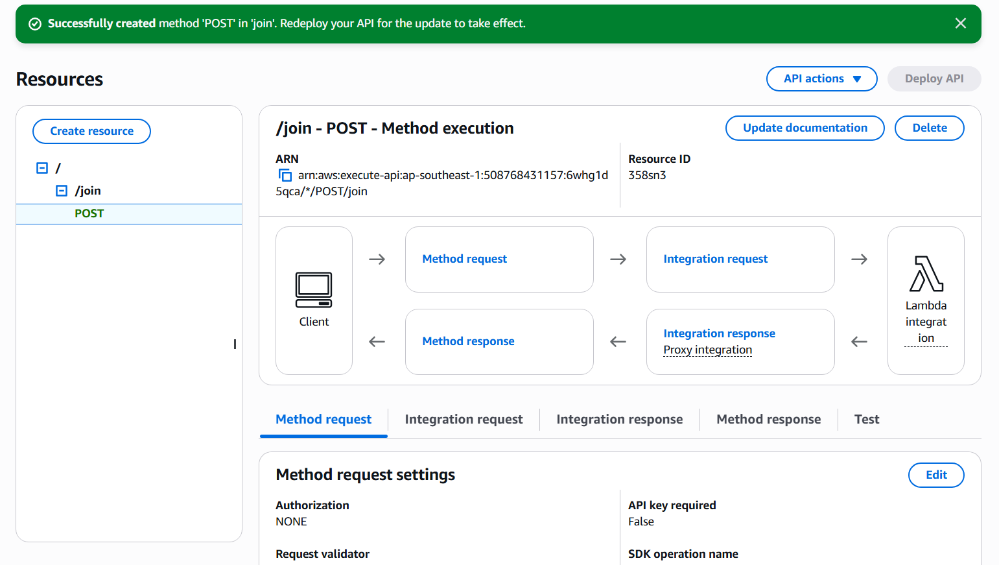 Successfully created method 'POST' in 'join'. Redeploy your API for the update to take effect.
Resources
API actions
Deploy API
Create resource
/
/join
POST
/join - POST - Method execution
Update documentation
Delete
ARN
arn:aws:execute-api:ap-southeast-1:508768431157:6whg1d
5qca/*/POST/join
Resource ID
358sn3
Client
Method request
Integration request
Method response
Integration response
Proxy integration
Lambda
integrat
ion
Method request
Integration request
Integration response
Method response
Test
Method request settings
Edit
Authorization
NONE
API key required
False
Request validator
SDK operation name